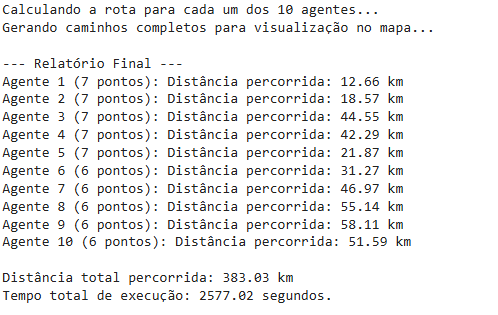 Calculando a rota para cada um dos 10 agentes...
Gerando caminhos completos para visualização no mapa...

--- Relatório Final ---
Agente 1 (7 pontos): Distância percorrida: 12.66 km
Agente 2 (7 pontos): Distância percorrida: 18.57 km
Agente 3 (7 pontos): Distância percorrida: 44.55 km
Agente 4 (7 pontos): Distância percorrida: 42.29 km
Agente 5 (7 pontos): Distância percorrida: 21.87 km
Agente 6 (6 pontos): Distância percorrida: 31.27 km
Agente 7 (6 pontos): Distância percorrida: 46.97 km
Agente 8 (6 pontos): Distância percorrida: 55.14 km
Agente 9 (6 pontos): Distância percorrida: 58.11 km
Agente 10 (6 pontos): Distância percorrida: 51.59 km

Distância total percorrida: 383.03 km
Tempo total de execução: 2577.02 segundos.